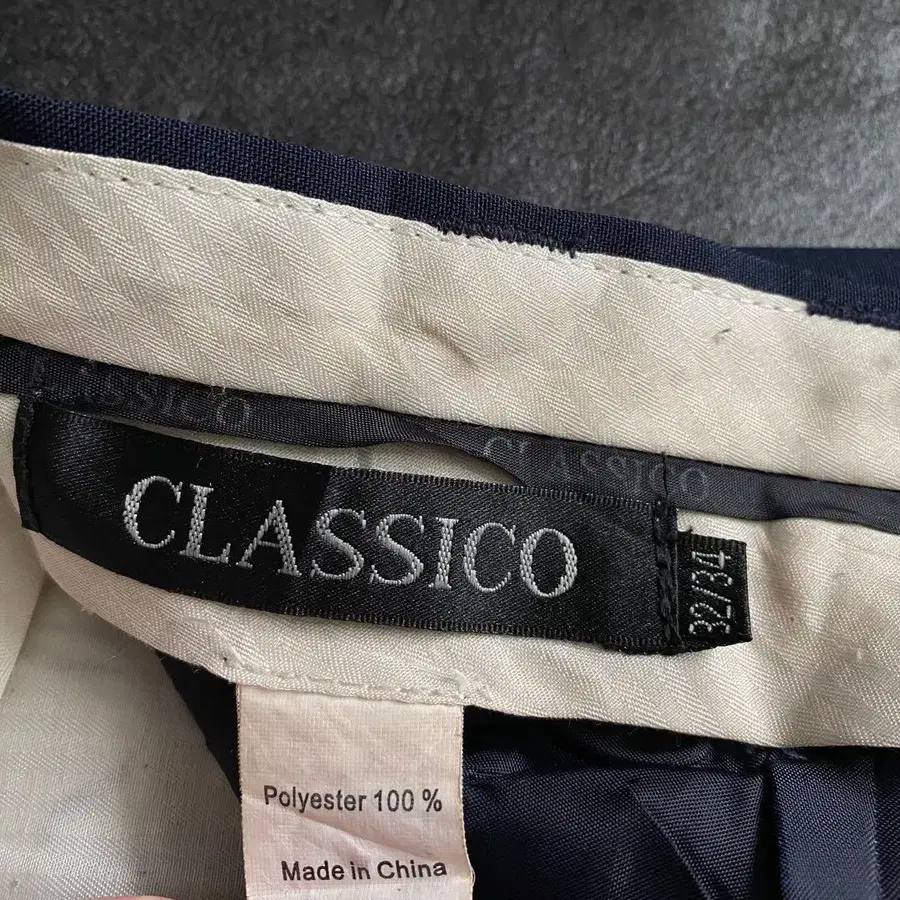 CLASSICO
CLASSICO
CLASSICO
32/34
Polyester 100 %
Made in China